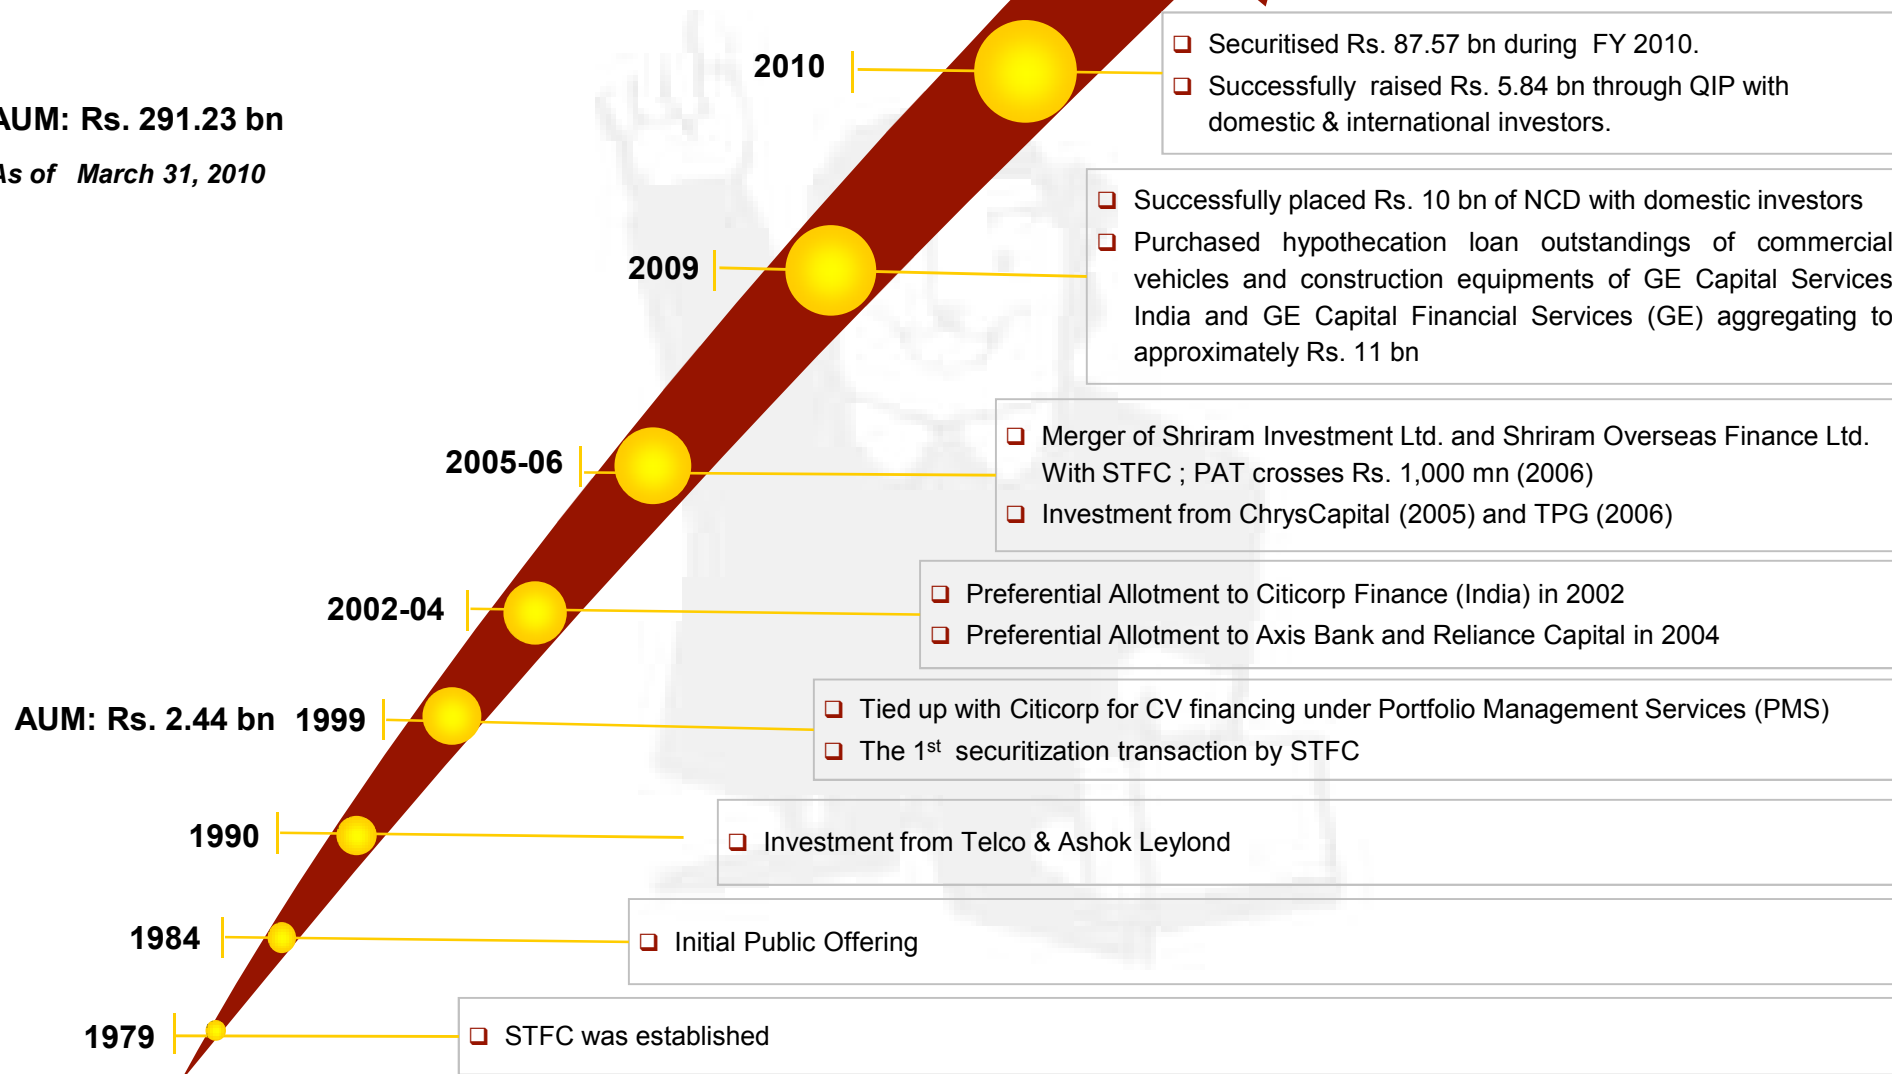 2010
Securitised Rs. 87.57 bn during FY 2010.
Successfully raised Rs. 5.84 bn through QIP with
domestic & international investors.
AUM: Rs. 291.23 bn
As of March 31, 2010
2009
Successfully placed Rs. 10 bn of NCD with domestic investors
Purchased hypothecation loan outstandings of commercial
vehicles and construction equipments of GE Capital Services
India and GE Capital Financial Services (GE) aggregating to
approximately Rs. 11 bn
2005-06
Merger of Shriram Investment Ltd. and Shriram Overseas Finance Ltd.
With STFC ; PAT crosses Rs. 1,000 mn (2006)
Investment from ChrysCapital (2005) and TPG (2006)
2002-04
Preferential Allotment to Citicorp Finance (India) in 2002
Preferential Allotment to Axis Bank and Reliance Capital in 2004
AUM: Rs. 2.44 bn 1999
Tied up with Citicorp for CV financing under Portfolio Management Services (PMS)
The 1st securitization transaction by STFC
1990
Investment from Telco & Ashok Leylond
1984
Initial Public Offering
1979
STFC was established